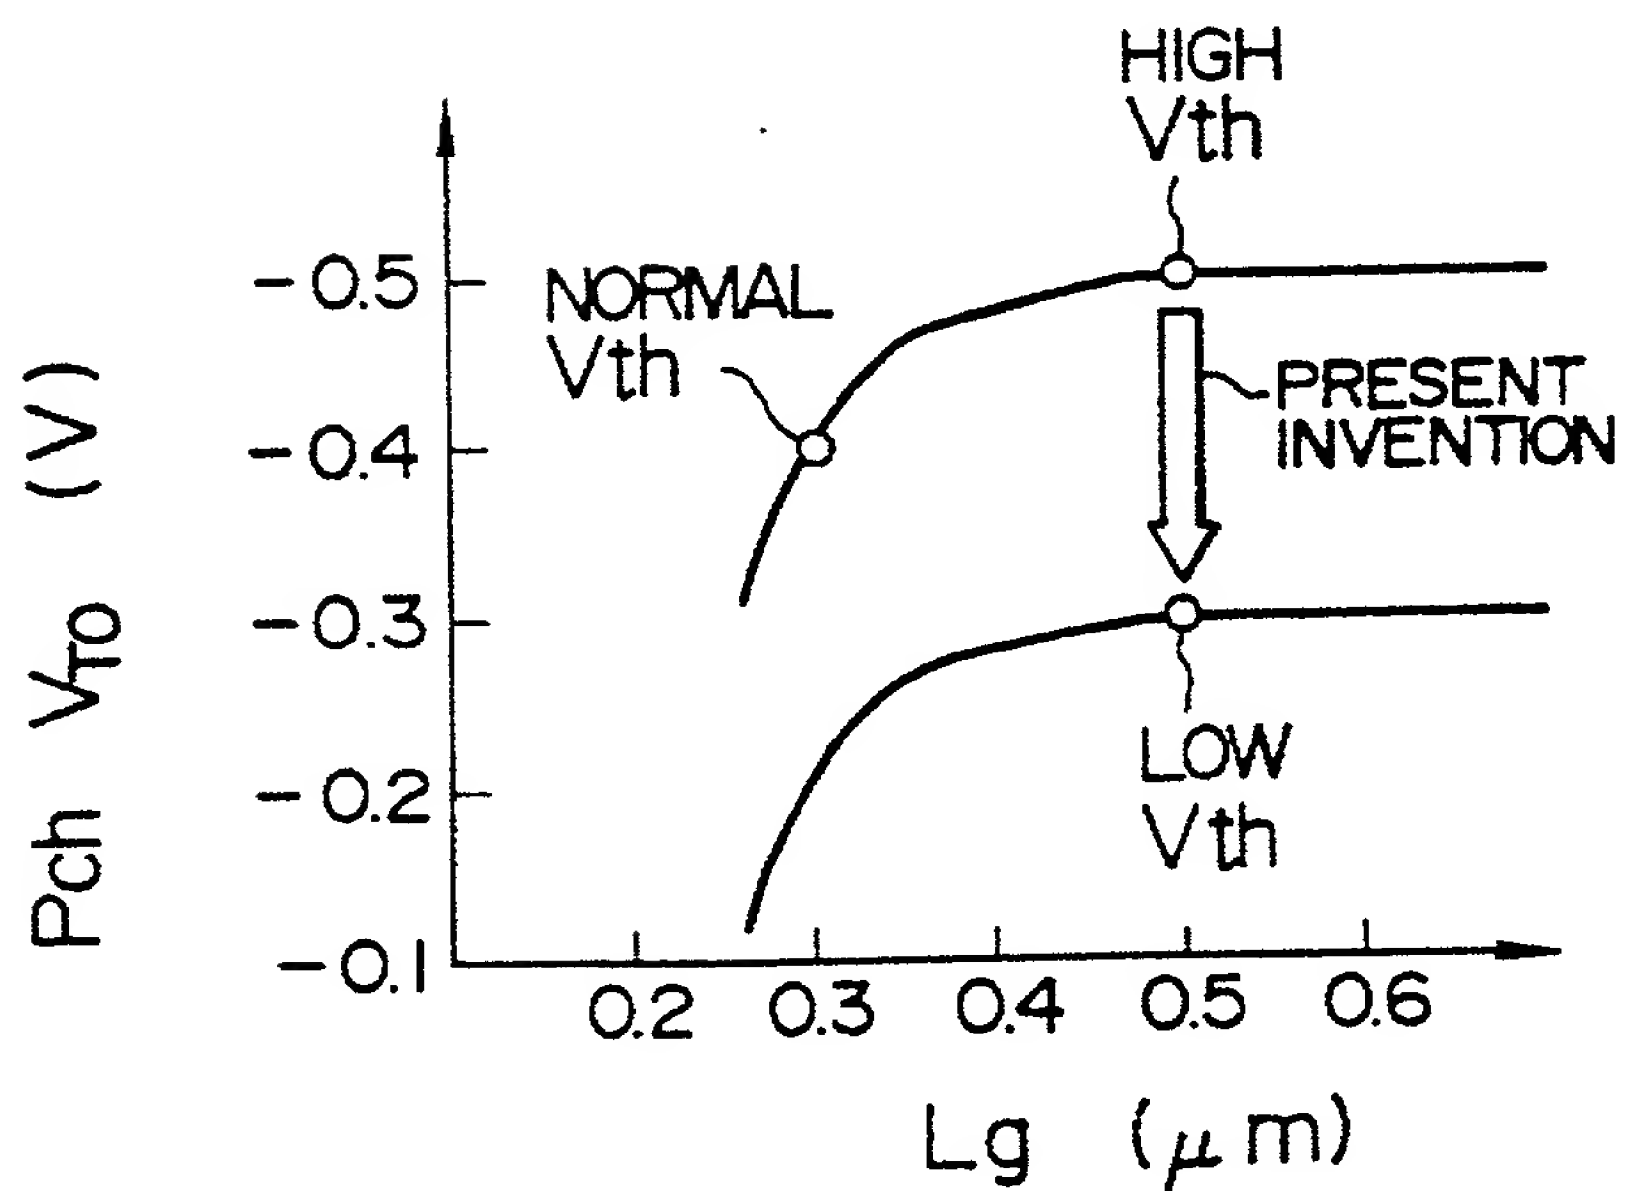 HIGH
Vth
NORMAL
Vth
PRESENT
INVENTION
LOW
Vth
Pch VTO (V)
-0.5
-0.4
-0.3
-0.2
-0.1
0.2 0.3 0.4 0.5 0.6
Lg (μm)